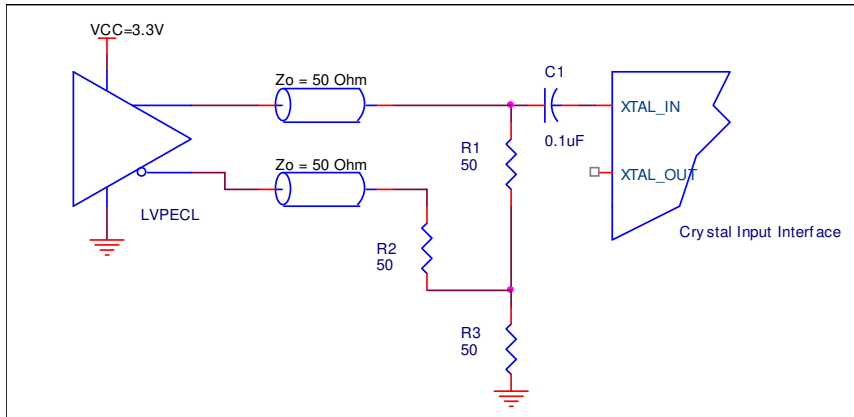 VCC=3.3V
Zo = 50 Ohm
C1
0.1uF
XTAL_IN
R1
50
Zo = 50 Ohm
XTAL_OUT
LVPECL
Crystal Input Interface
R2
50
R3
50